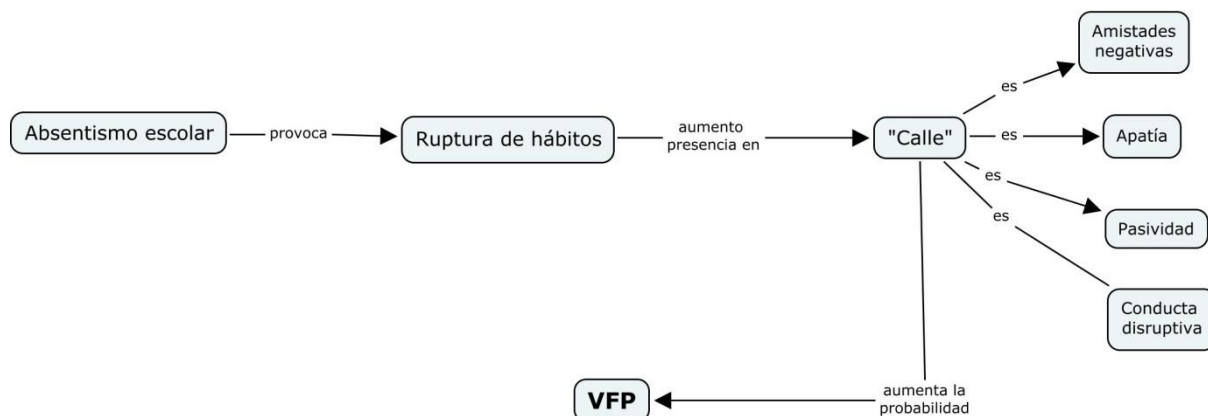 Absentismo escolar
provoca
Ruptura de hábitos
aumento
presencia en
"Calle"
es
Amistades
negativas
es
Apatía
es
Pasividad
es
Conducta
disruptiva
aumenta la
probabilidad
VFP